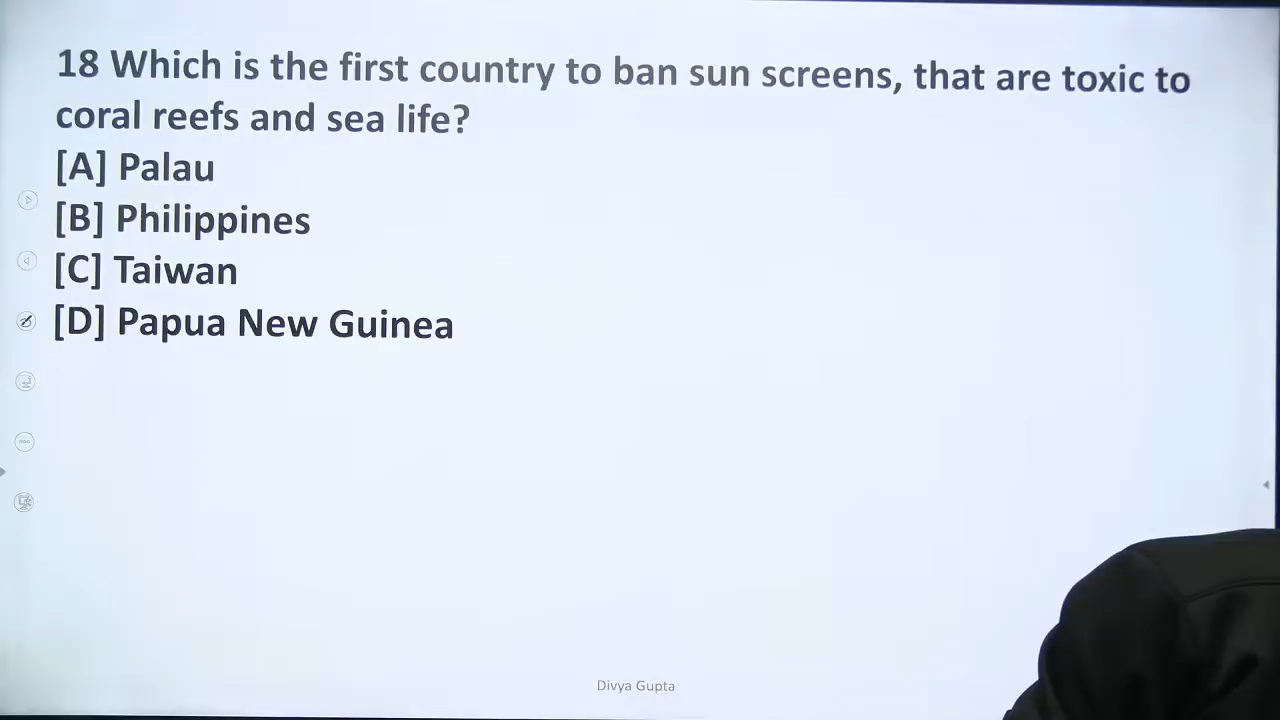 18 Which is the first country to ban sun screens, that are toxic to
coral reefs and sea life?
[A] Palau
[B] Philippines
[C] Taiwan
[D] Papua New Guinea
Divya Gupta